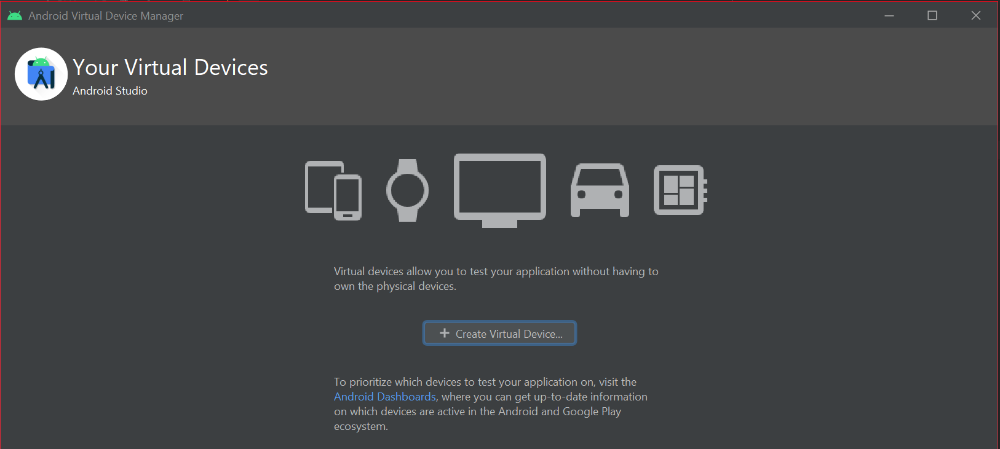 Android Virtual Device Manager
Your Virtual Devices
Android Studio
Virtual devices allow you to test your application without having to
own the physical devices.
+ Create Virtual Device...
To prioritize which devices to test your application on, visit the
Android Dashboards, where you can get up-to-date information
on which devices are active in the Android and Google Play
ecosystem.